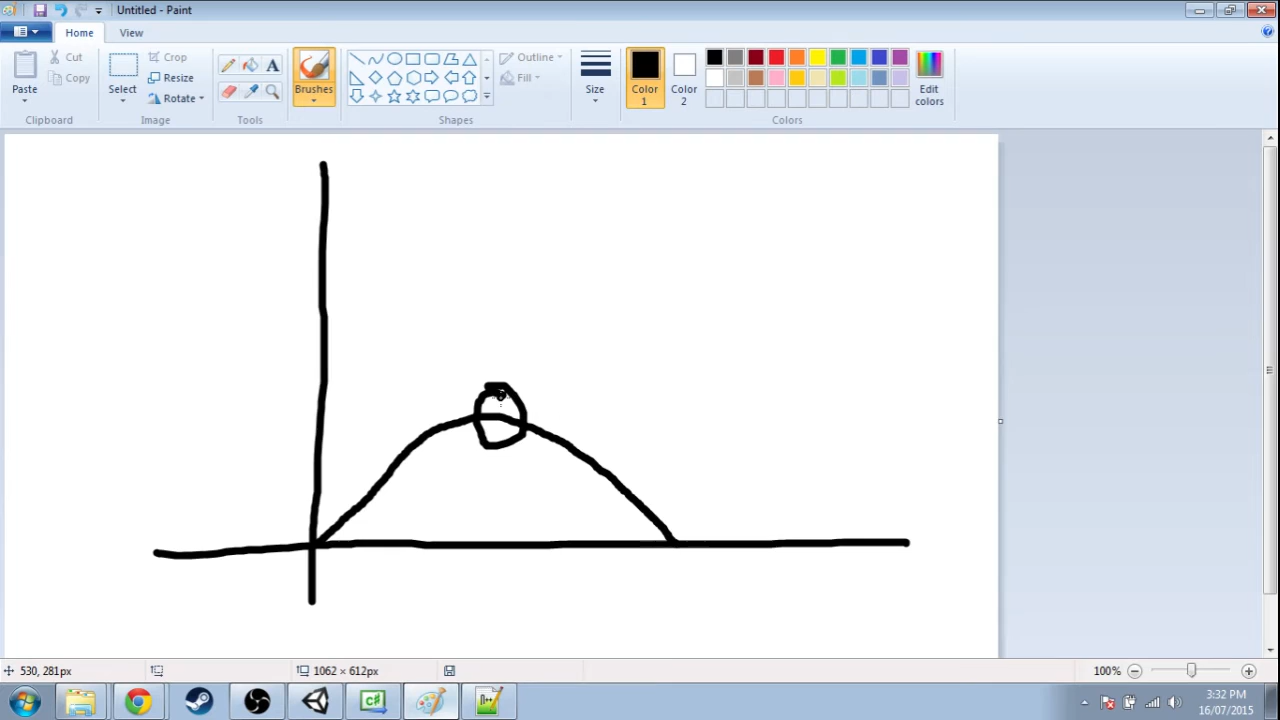 Untitled - Paint
Home View
Paste Cut Copy Clipboard
Select Crop Resize Rotate Image
Tools
Brushes
Shapes Outline Fill
Size
Color 1 Color 2 Edit colors Colors
530, 281px 1062 × 612px 100%
C#
3:32 PM
16/07/2015